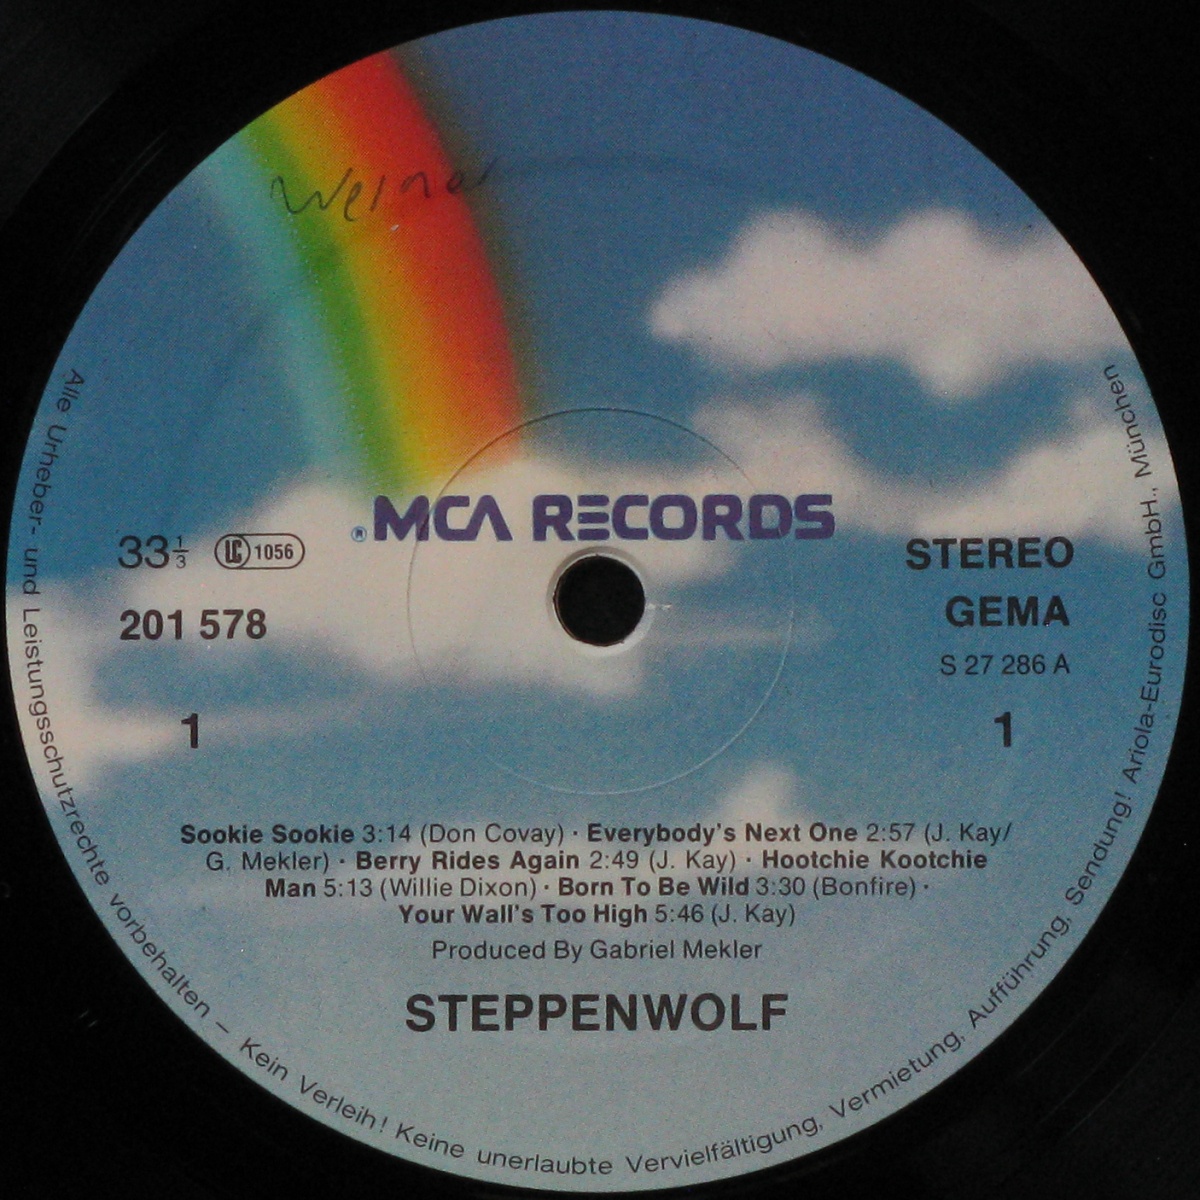 Werner
® MCA RECORDS
33⅓ LC 1056
STEREO
201 578
GEMA
S 27 286 A
1
1
Sookie Sookie 3:14 (Don Covay) · Everybody's Next One 2:57 (J. Kay/
G. Mekler) · Berry Rides Again 2:49 (J. Kay) · Hootchie Kootchie
Man 5:13 (Willie Dixon) · Born To Be Wild 3:30 (Bonfire) ·
Your Wall's Too High 5:46 (J. Kay)
Produced By Gabriel Mekler
STEPPENWOLF
Alle Urheber- und Leistungsschutzrechte vorbehalten – Kein Verleih! Keine unerlaubte Vervielfältigung, Vermietung, Aufführung, Sendung! Ariola-Eurodisc GmbH., München